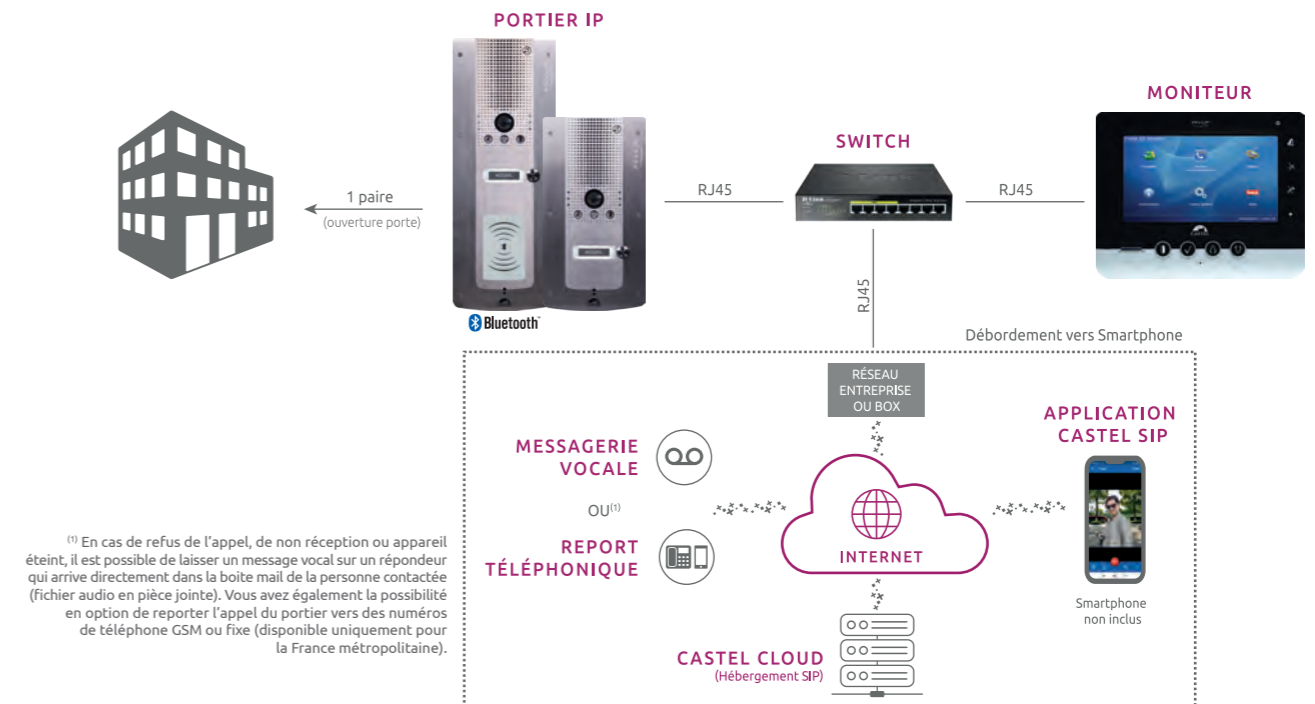 PORTIER IP
MONITEUR
SWITCH
1 paire
(ouverture porte)
RJ45
RJ45
D-Link
CASTEL
RJ45
Bluetooth™
Débordement vers Smartphone
RÉSEAU
ENTREPRISE
OU BOX
APPLICATION
CASTEL SIP
MESSAGERIE
VOCALE
OU(1)
REPORT
TÉLÉPHONIQUE
INTERNET
Smartphone
non inclus
CASTEL CLOUD
(Hébergement SIP)
(1) En cas de refus de l'appel, de non réception ou appareil
éteint, il est possible de laisser un message vocal sur un répondeur
qui arrive directement dans la boite mail de la personne contactée
(fichier audio en pièce jointe). Vous avez également la possibilité
en option de reporter l'appel du portier vers des numéros
de téléphone GSM ou fixe (disponible uniquement pour
la France métropolitaine).